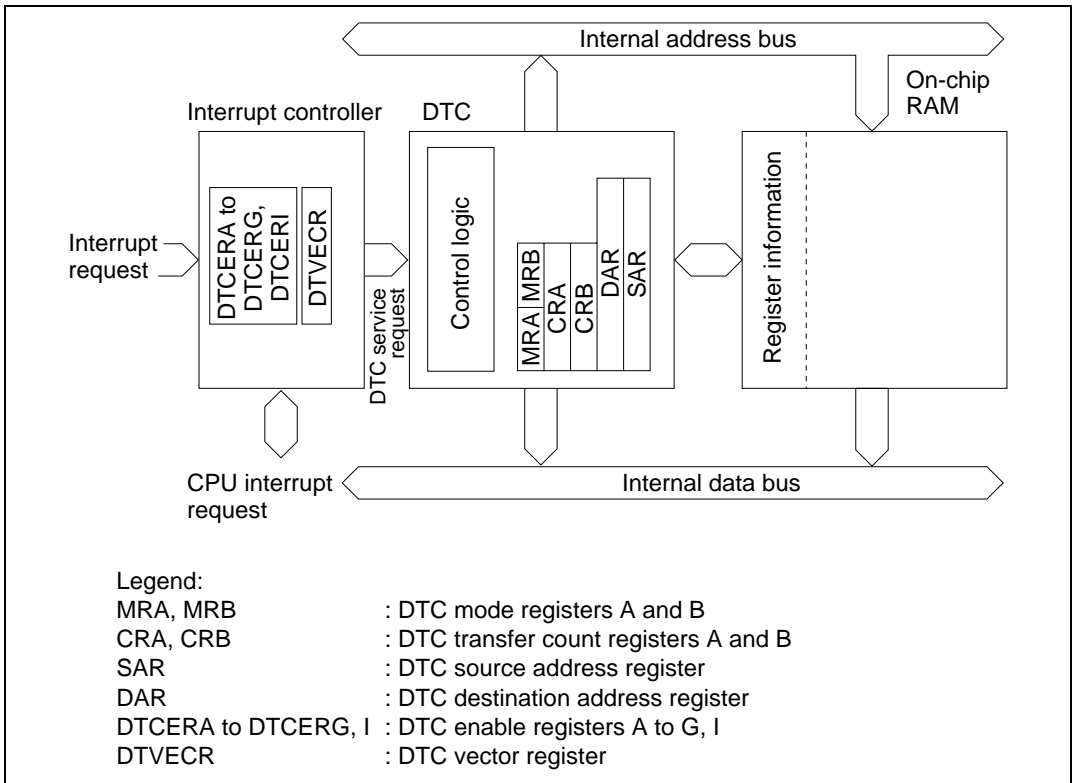 Internal address bus
On-chip
RAM
Interrupt controller
DTC
Interrupt
request
DTCERA to
DTCERG,
DTCERI
DTVECR
DTC service
request
Control logic
MRA MRB
CRA
CRB
DAR
SAR
Register information
CPU interrupt
request
Internal data bus
Legend:
MRA, MRB : DTC mode registers A and B
CRA, CRB : DTC transfer count registers A and B
SAR : DTC source address register
DAR : DTC destination address register
DTCERA to DTCERG, I : DTC enable registers A to G, I
DTVECR : DTC vector register